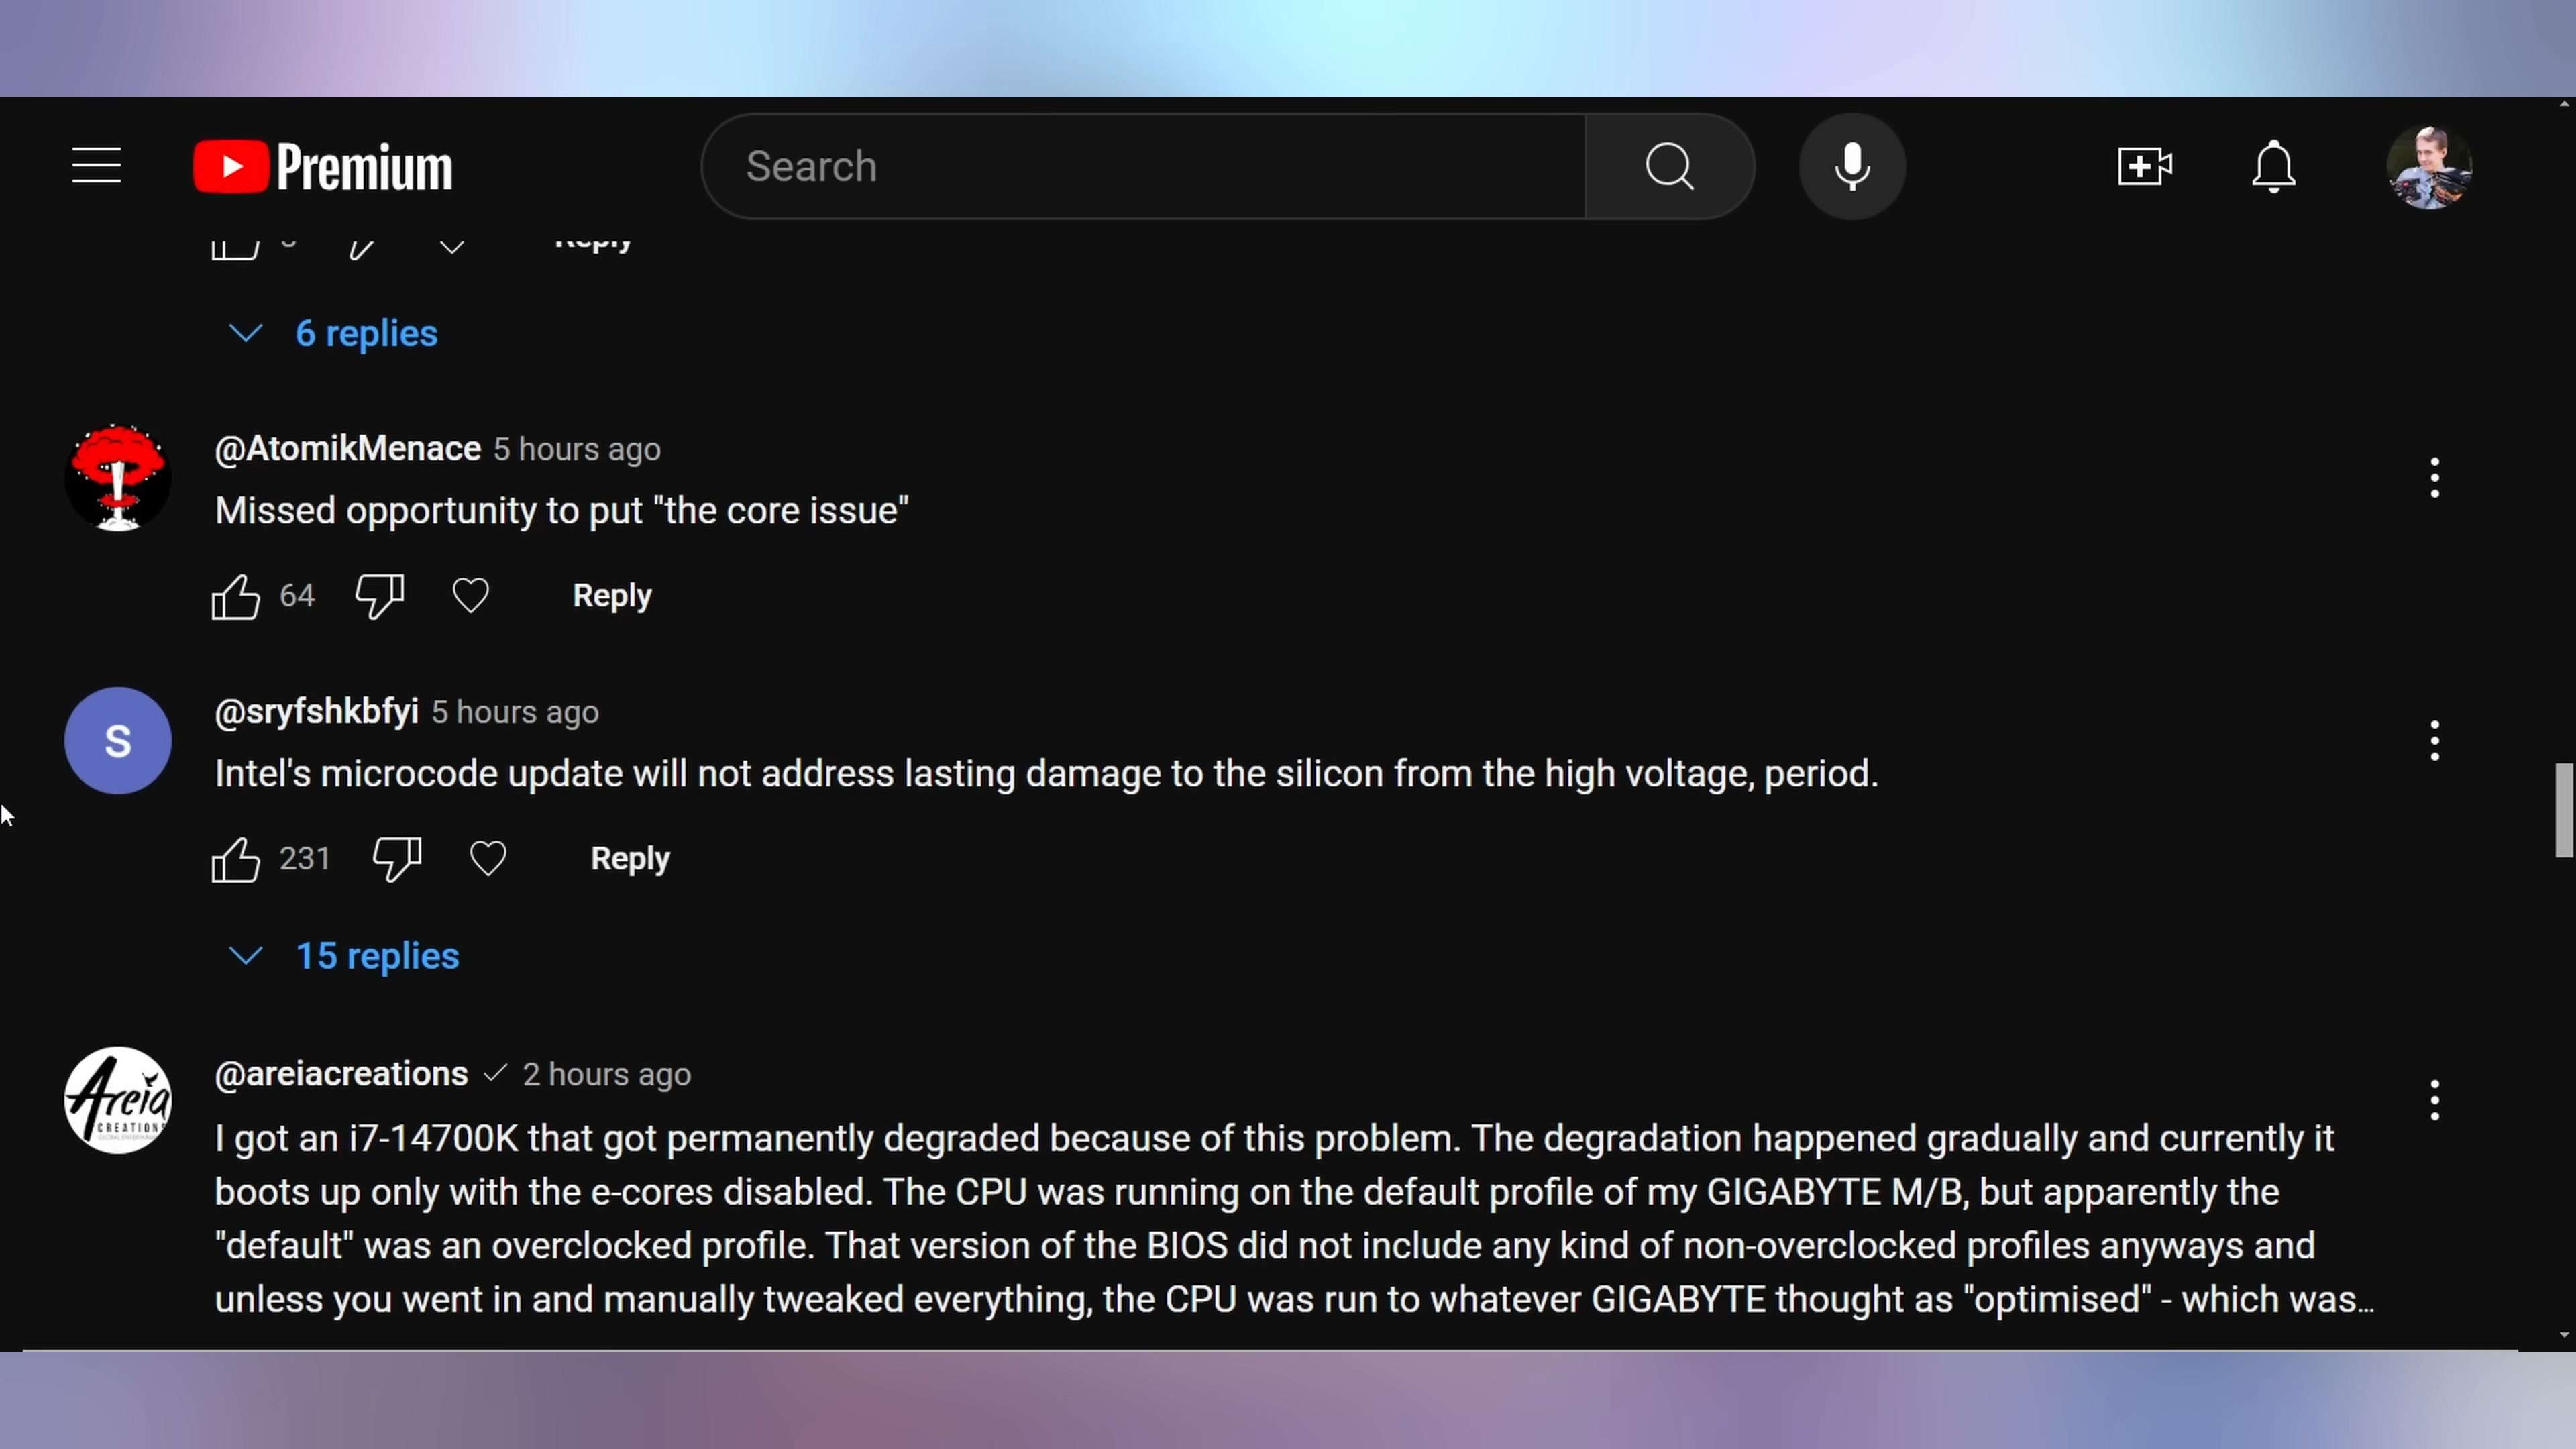 Premium
Search
Reply
6 replies
@AtomikMenace 5 hours ago
Missed opportunity to put "the core issue"
64 Reply
S
@sryfshkbfyi 5 hours ago
Intel's microcode update will not address lasting damage to the silicon from the high voltage, period.
231 Reply
15 replies
Areia
CREATIONS
@areiacreations 2 hours ago
I got an i7-14700K that got permanently degraded because of this problem. The degradation happened gradually and currently it
boots up only with the e-cores disabled. The CPU was running on the default profile of my GIGABYTE M/B, but apparently the
"default" was an overclocked profile. That version of the BIOS did not include any kind of non-overclocked profiles anyways and
unless you went in and manually tweaked everything, the CPU was run to whatever GIGABYTE thought as "optimised" - which was...